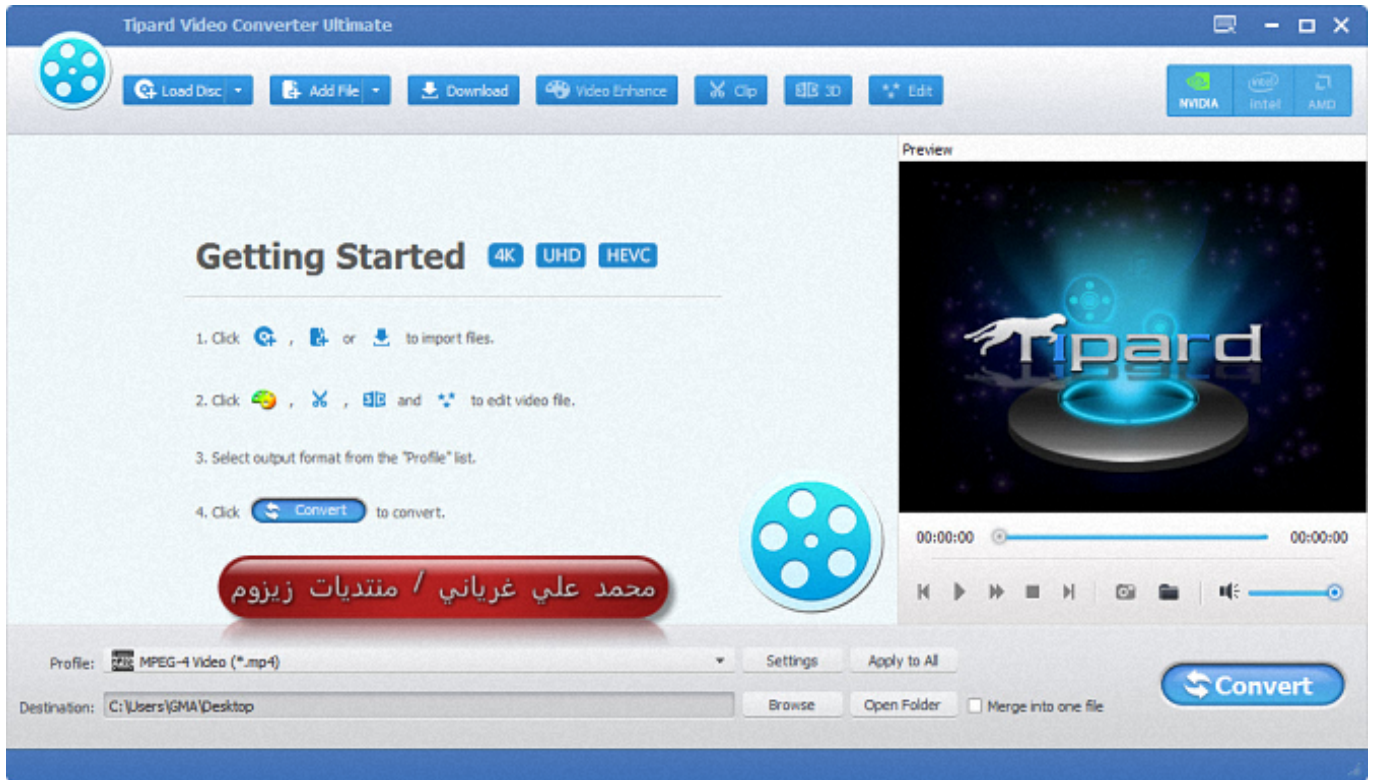 Tipard Video Converter Ultimate
Load Disc Add File Download Video Enhance Clip 3D Edit
NVIDIA intel AMD
Preview
Getting Started 4K UHD HEVC
1. Click , or to import files.
2. Click , , and to edit video file.
3. Select output format from the "Profile" list.
4. Click Convert to convert.
محمد علي غرياني / منتديات زيزوم
Tipard
00:00:00 00:00:00
Profile: MPEG-4 Video (*.mp4) Settings Apply to All
Convert
Destination: C:\Users\GMA\Desktop Browse Open Folder Merge into one file